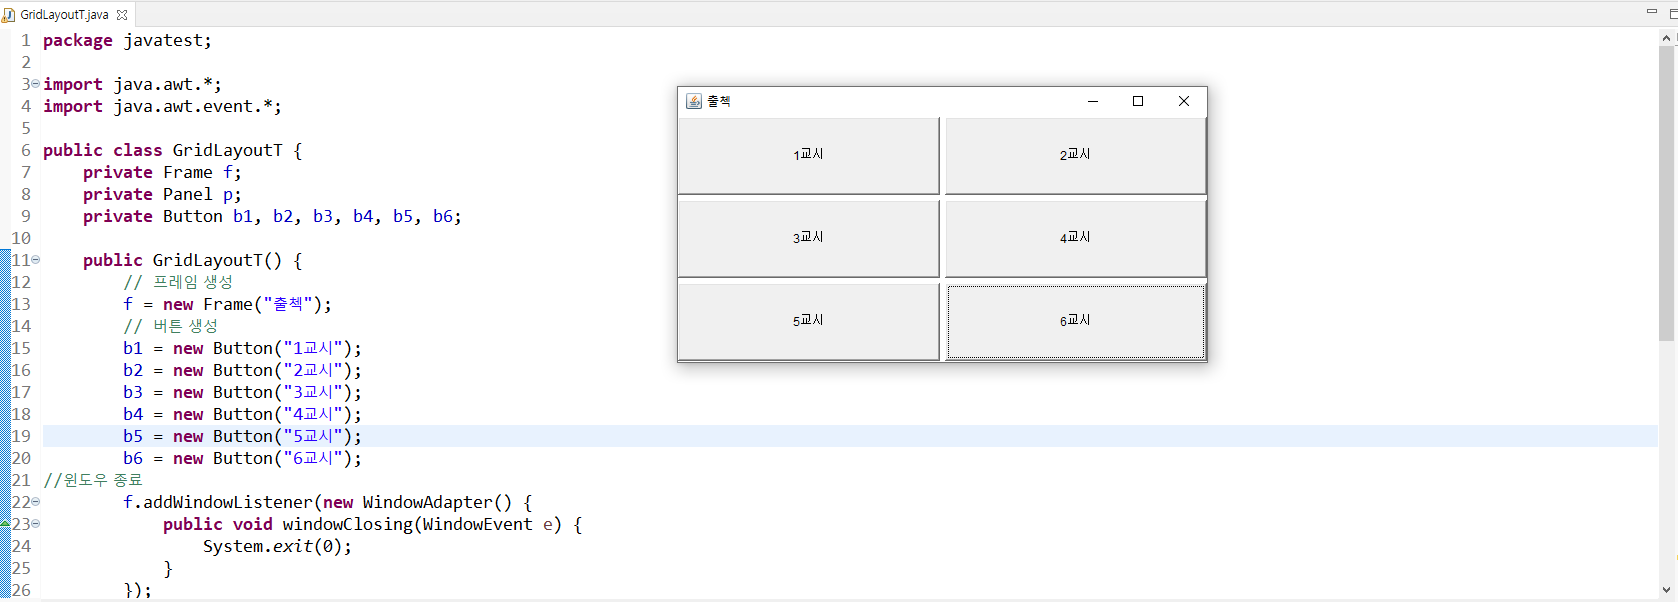 GridLayoutT.java
1 package javatest;
2
3 import java.awt.*;
4 import java.awt.event.*;
5
6 public class GridLayoutT {
7     private Frame f;
8     private Panel p;
9     private Button b1, b2, b3, b4, b5, b6;
10
11     public GridLayoutT() {
12         // 프레임 생성
13         f = new Frame("출첵");
14         // 버튼 생성
15         b1 = new Button("1교시");
16         b2 = new Button("2교시");
17         b3 = new Button("3교시");
18         b4 = new Button("4교시");
19         b5 = new Button("5교시");
20         b6 = new Button("6교시");
21 //윈도우 종료
22         f.addWindowListener(new WindowAdapter() {
23             public void windowClosing(WindowEvent e) {
24                 System.exit(0);
25             }
26         });
출첵
1교시
2교시
3교시
4교시
5교시
6교시